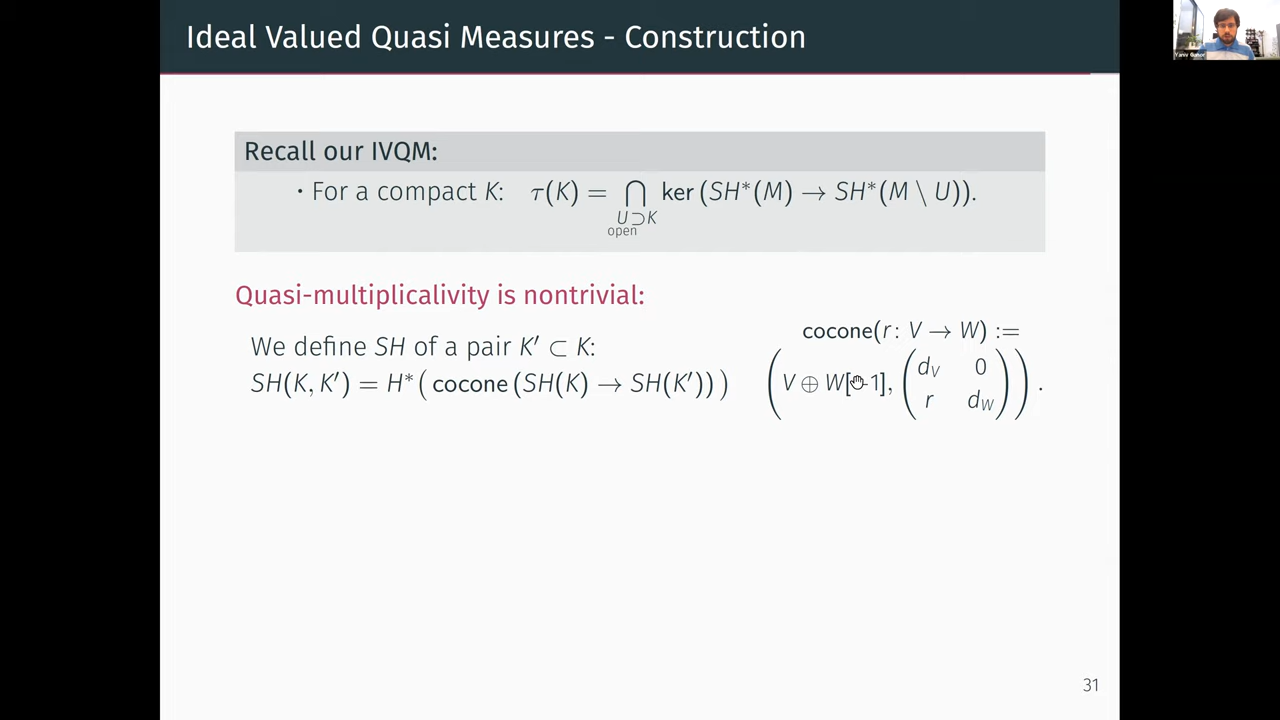 Ideal Valued Quasi Measures - Construction
Recall our IVQM:
• For a compact K: τ(K) = ⋂ ker (SH*(M) → SH*(M \ U)).
U⊃K
open
Quasi-multiplicalivity is nontrivial:
We define SH of a pair K′ ⊂ K:
SH(K, K′) = H*(cocone (SH(K) → SH(K′)))
cocone(r: V → W) :=
(V ⊕ W[-1], (d_V 0
r d_W)).
31